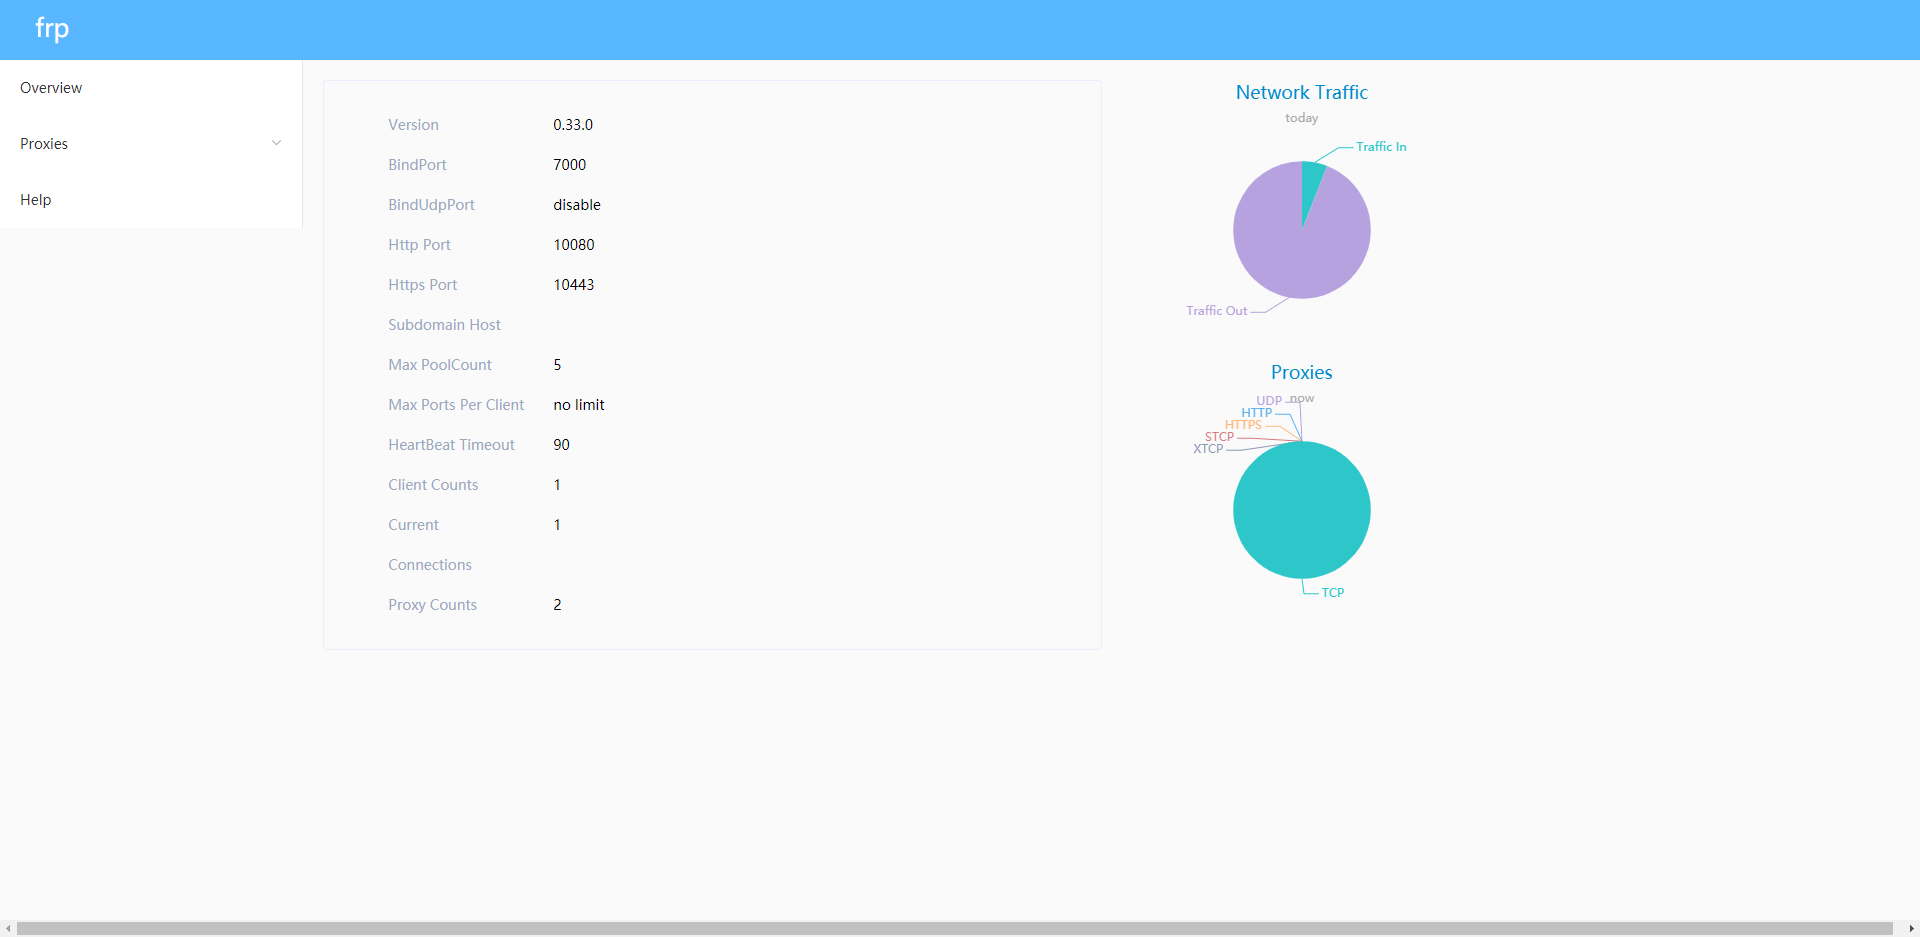 frp
Overview
Proxies
Help
Version 0.33.0
BindPort 7000
BindUdpPort disable
Http Port 10080
Https Port 10443
Subdomain Host
Max PoolCount 5
Max Ports Per Client no limit
HeartBeat Timeout 90
Client Counts 1
Current 1
Connections
Proxy Counts 2
Network Traffic
today
Traffic In
Traffic Out
Proxies
now
UDP
HTTP
HTTPS
STCP
XTCP
TCP